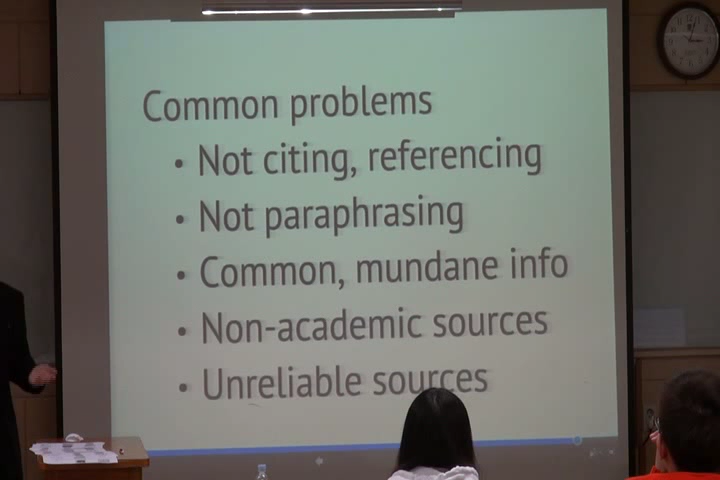 Common problems
• Not citing, referencing
• Not paraphrasing
• Common, mundane info
• Non-academic sources
• Unreliable sources